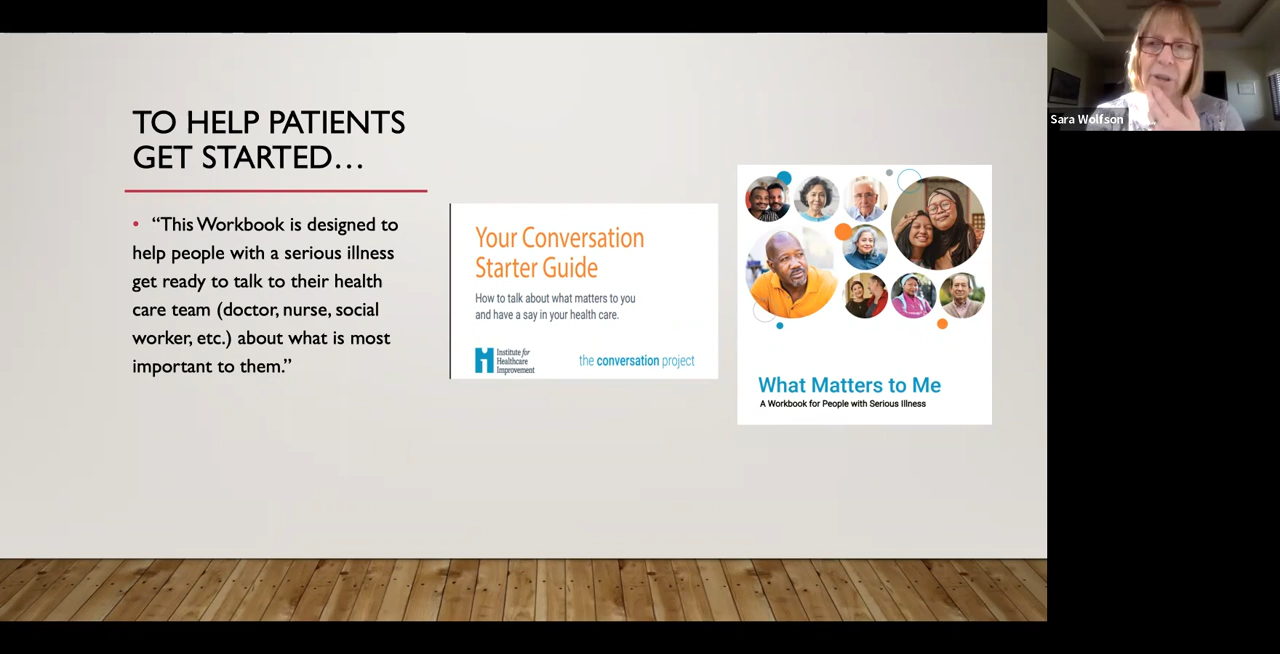 TO HELP PATIENTS
GET STARTED…
• “This Workbook is designed to
help people with a serious illness
get ready to talk to their health
care team (doctor, nurse, social
worker, etc.) about what is most
important to them.”
Your Conversation
Starter Guide
How to talk about what matters to you
and have a say in your health care.
Institute for
Healthcare
Improvement
the conversation project
What Matters to Me
A Workbook for People with Serious Illness
Sara Wolfson